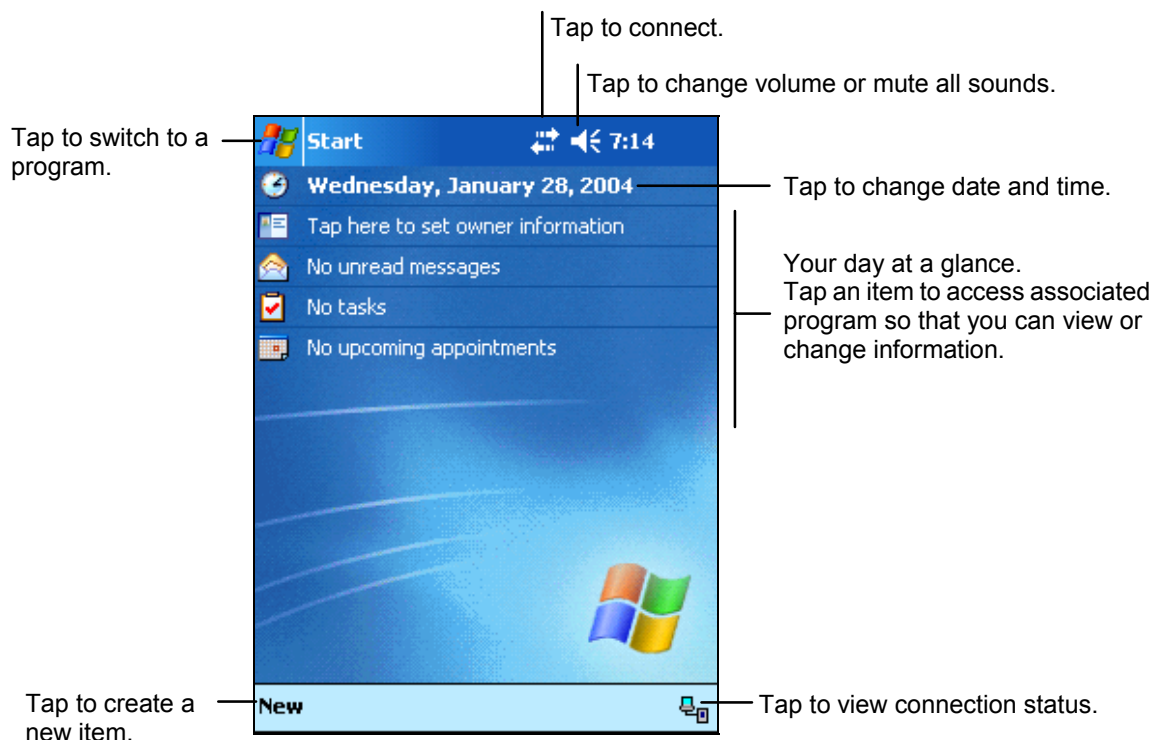 Tap to connect.
Tap to change volume or mute all sounds.
Tap to switch to a
program.
Start
7:14
Wednesday, January 28, 2004
Tap to change date and time.
Tap here to set owner information
No unread messages
No tasks
No upcoming appointments
Your day at a glance.
Tap an item to access associated
program so that you can view or
change information.
Tap to create a
new item.
New
Tap to view connection status.